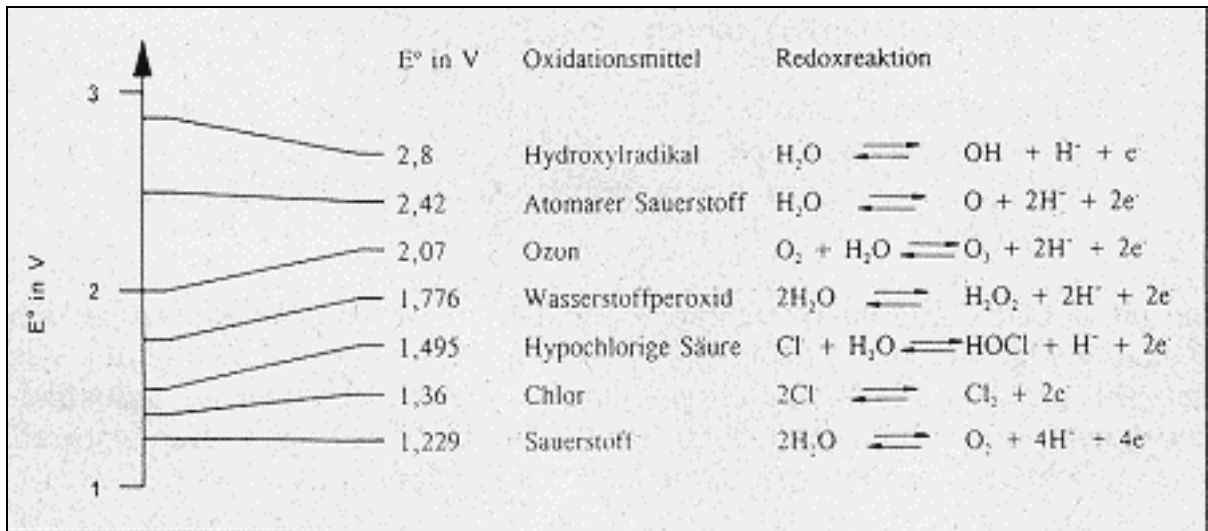 E° in V Oxidationsmittel Redoxreaktion
3
2,8 Hydroxylradikal H₂O ⇌ OH + H⁺ + e⁻
2,42 Atomarer Sauerstoff H₂O ⇌ O + 2H⁺ + 2e⁻
2,07 Ozon O₂ + H₂O ⇌ O₃ + 2H⁺ + 2e⁻
2
1,776 Wasserstoffperoxid 2H₂O ⇌ H₂O₂ + 2H⁺ + 2e⁻
E° in V
1,495 Hypochlorige Säure Cl + H₂O ⇌ HOCl + H⁺ + 2e⁻
1,36 Chlor 2Cl ⇌ Cl₂ + 2e⁻
1,229 Sauerstoff 2H₂O ⇌ O₂ + 4H⁺ + 4e⁻
1